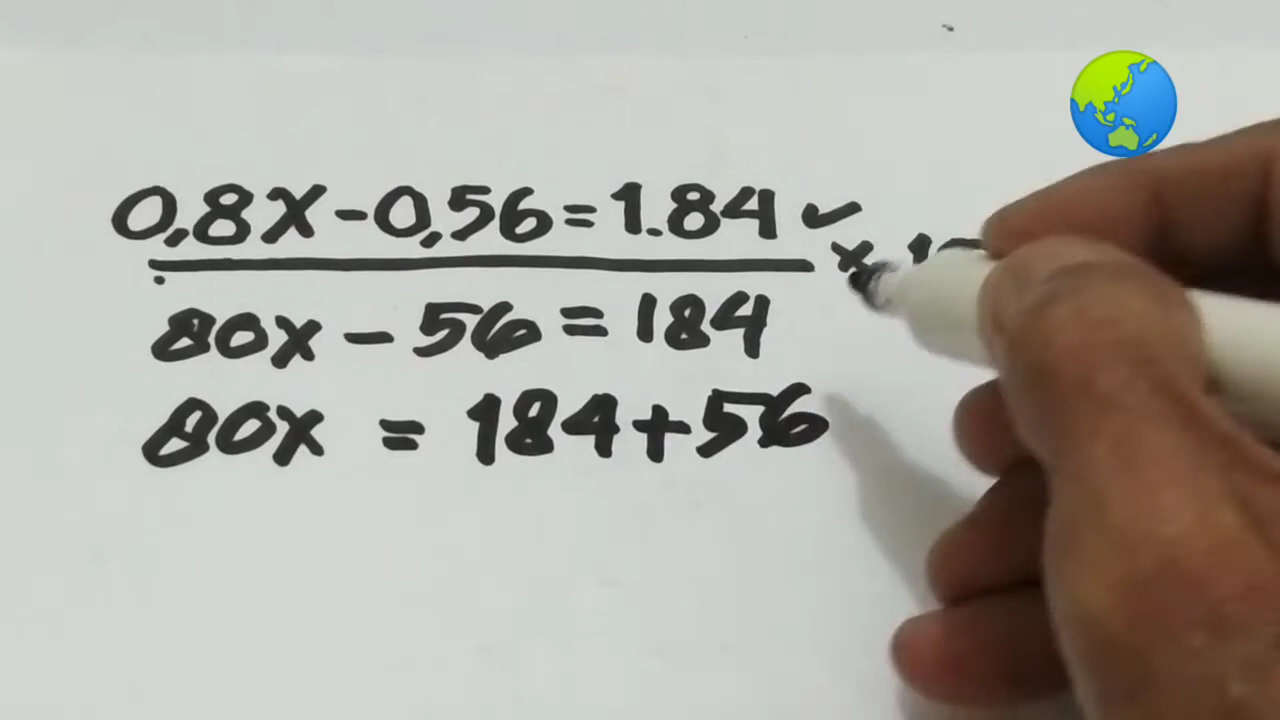 0,8x-0,56=1.84 ✓
80x - 56 = 184
80x = 184+56